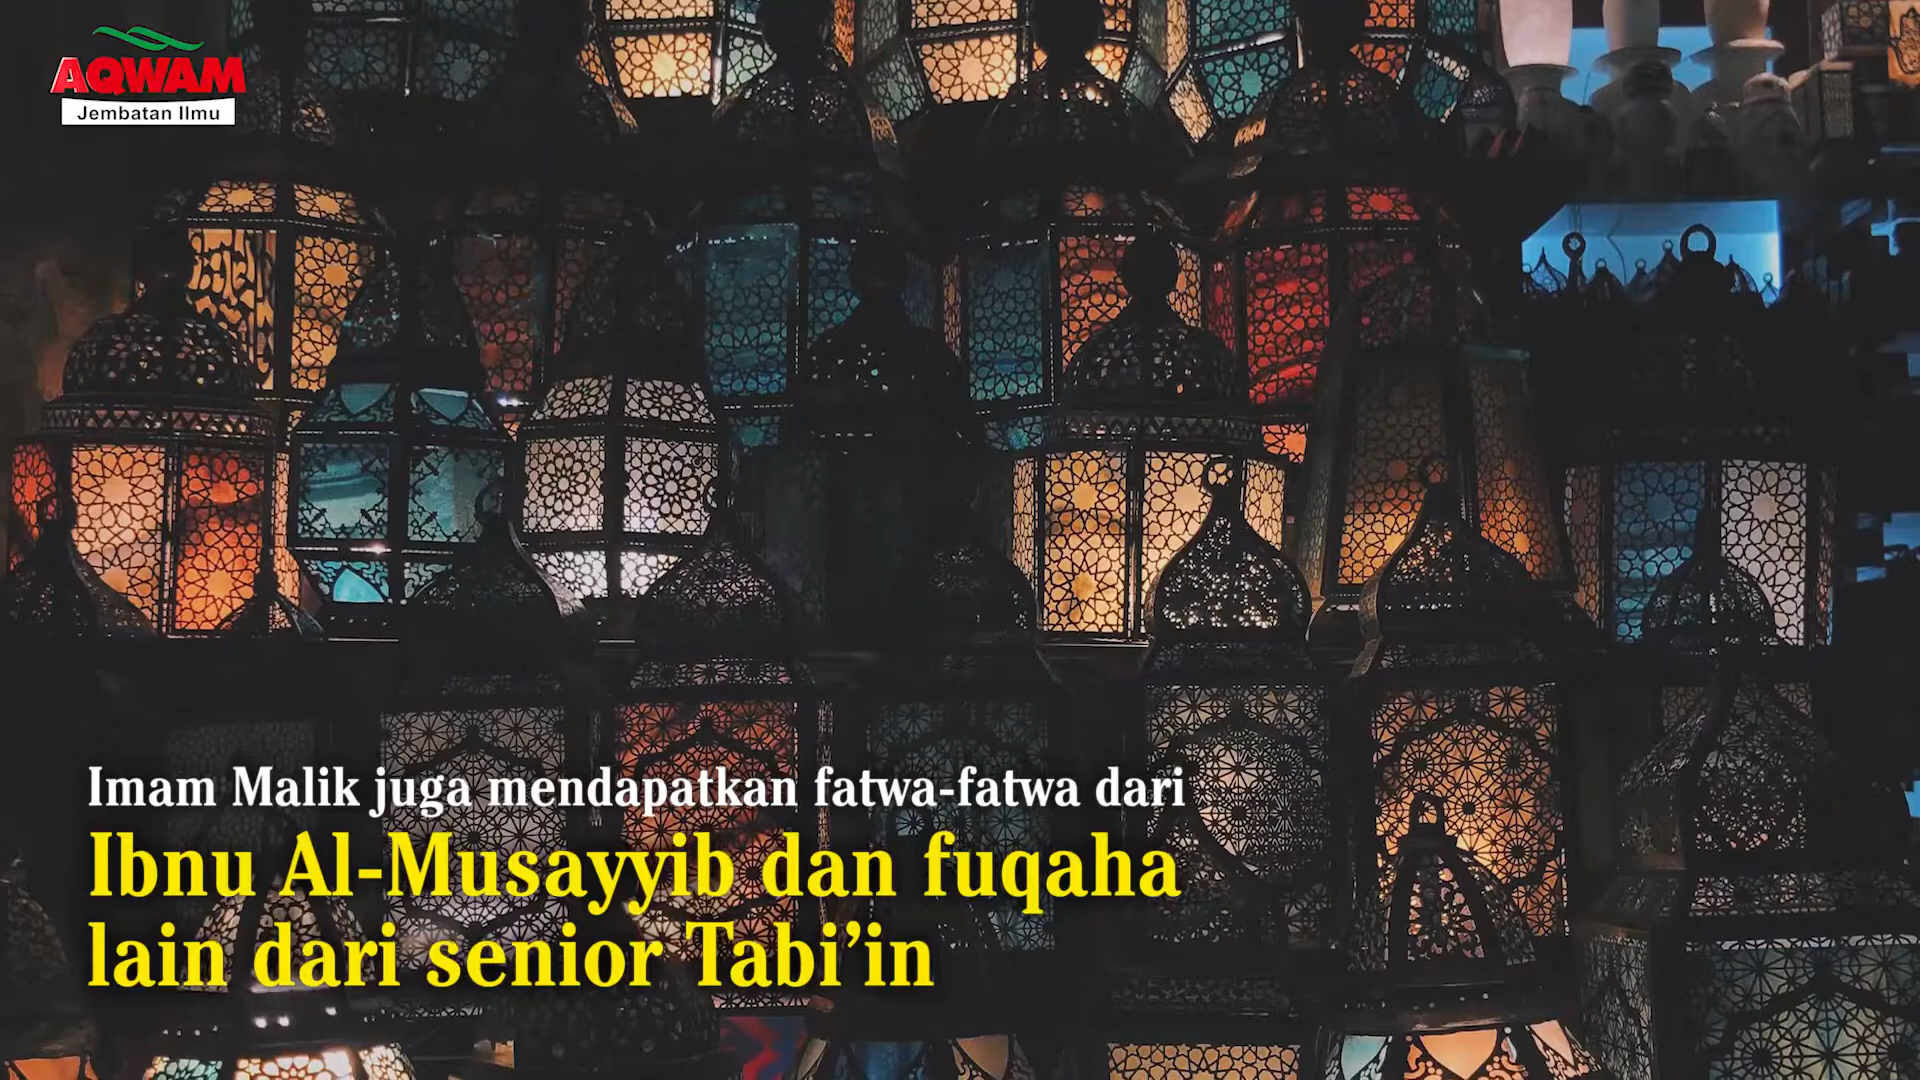 AQWAM
Jembatan Ilmu
Imam Malik juga mendapatkan fatwa-fatwa dari
Ibnu Al-Musayyib dan fuqaha
lain dari senior Tabi’in